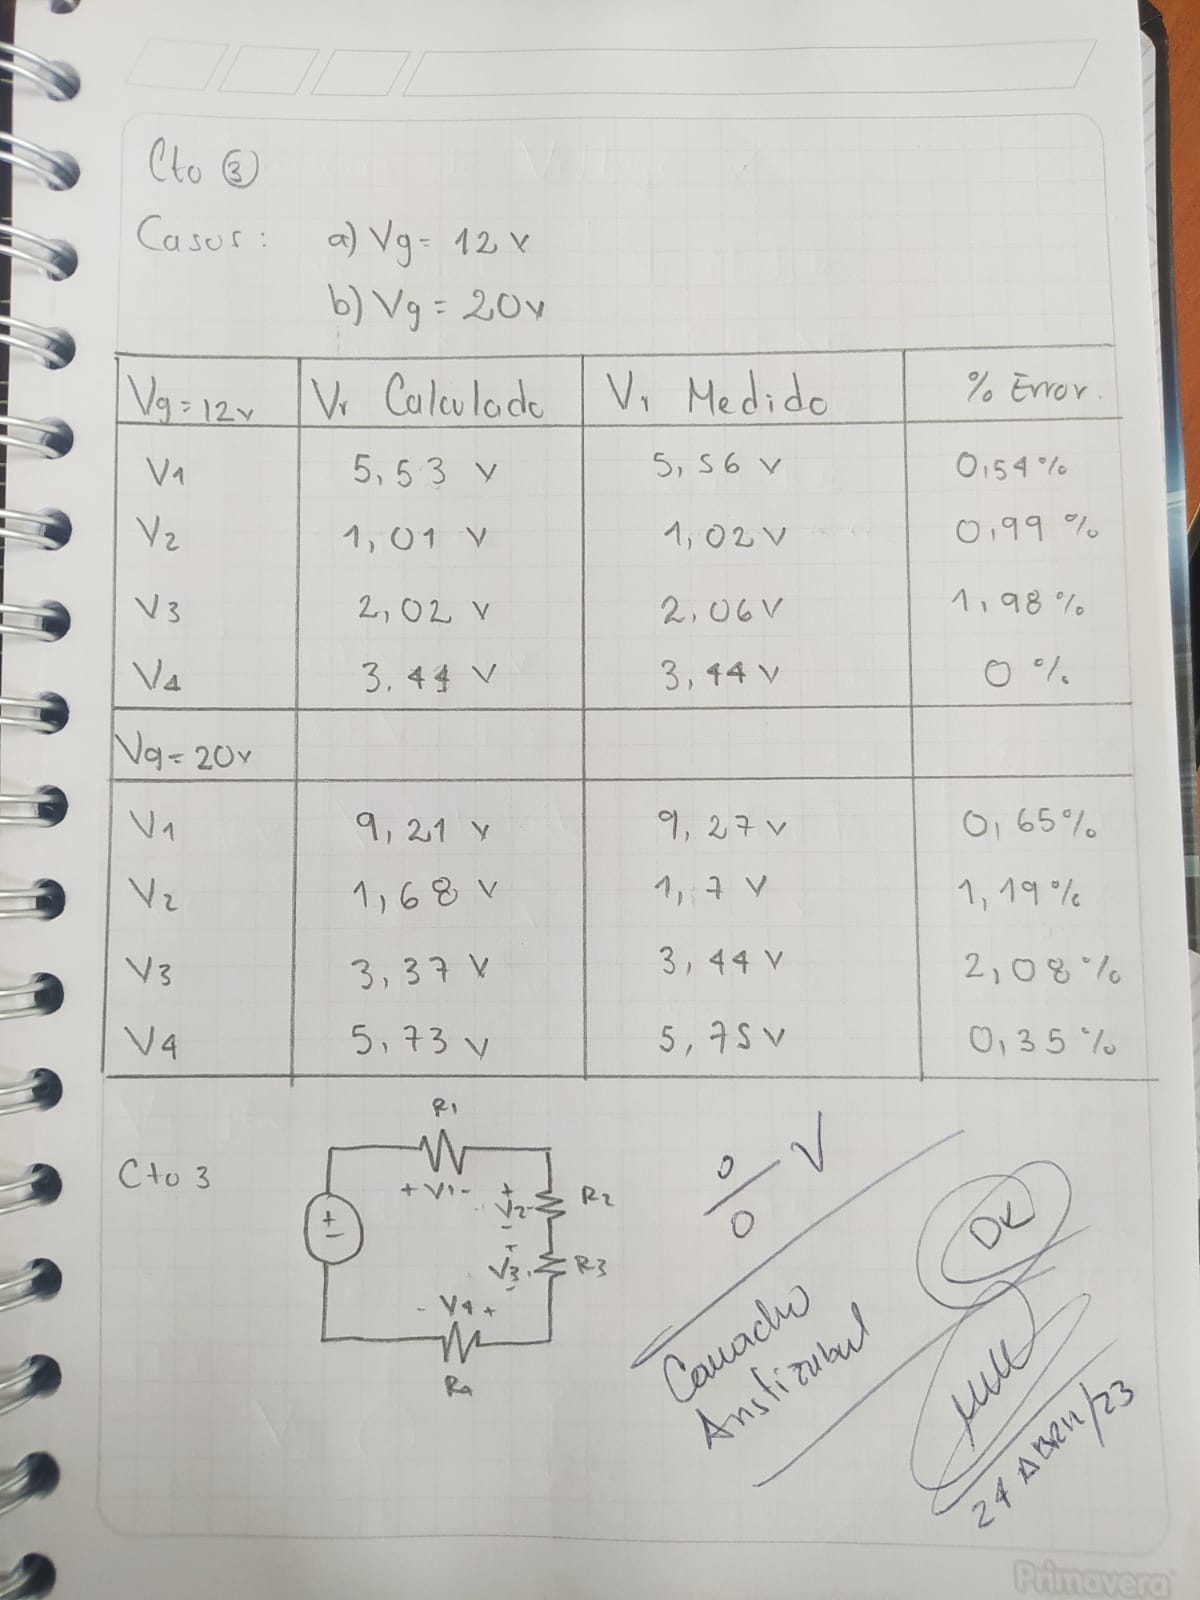 Cto ③
Casos: a) Vg = 12 v
b) Vg = 20v
Vg = 12v Vr Calculado Vr Medido % Error.
V1 5,53 v 5,56 v 0,54%
V2 1,01 v 1,02 v 0,99 %
V3 2,02 v 2,06 v 1,98 %
V4 3,44 v 3,44 v 0 %
Vg = 20v
V1 9,21 v 9,27 v 0,65%
V2 1,68 v 1,7 v 1,19 %
V3 3,37 v 3,44 v 2,08 %
V4 5,73 v 5,75 v 0,35 %
Cto 3
R1
+ V1 -
+
V2
-
R2
+
V3
-
R3
- V4 +
R4
+
-
0/0 V
Camacho
24 ABRIL/23
Primavera